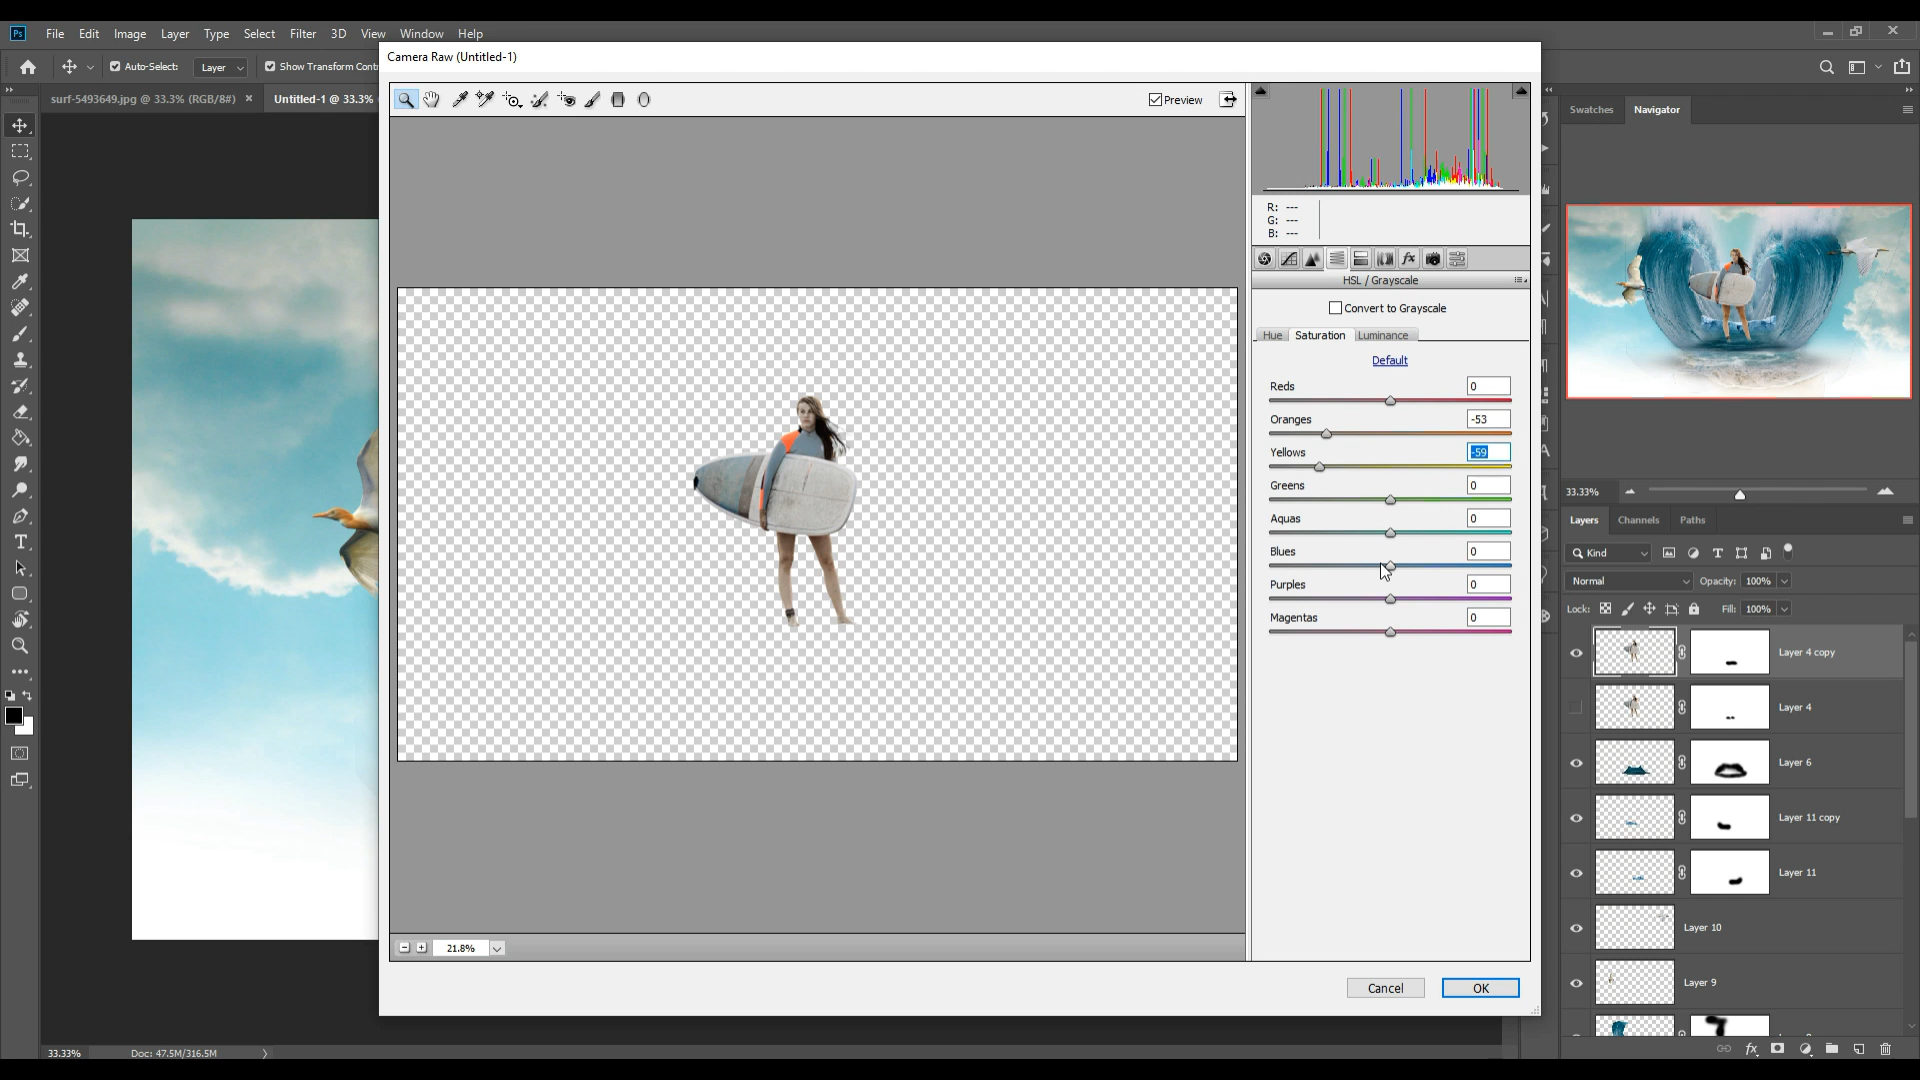 Ps File Edit Image Layer Type Select Filter 3D View Window Help
Camera Raw (Untitled-1)
Auto-Select: Layer Show Transform Cont
surf-5493649.jpg @ 33.3% (RGB/8#) × Untitled-1 @ 33.3%
Preview
R: ---
G: ---
B: ---
fx
HSL / Grayscale
Convert to Grayscale
Hue Saturation Luminance
Default
Reds 0
Oranges -53
Yellows -59
Greens 0
Aquas 0
Blues 0
Purples 0
Magentas 0
21.8%
Cancel OK
Swatches Navigator
33.33%
Layers Channels Paths
Kind
Normal Opacity: 100%
Lock: Fill: 100%
Layer 4 copy
Layer 4
Layer 6
Layer 11 copy
Layer 11
Layer 10
Layer 9
fx
33.33% Doc: 47.5M/316.5M